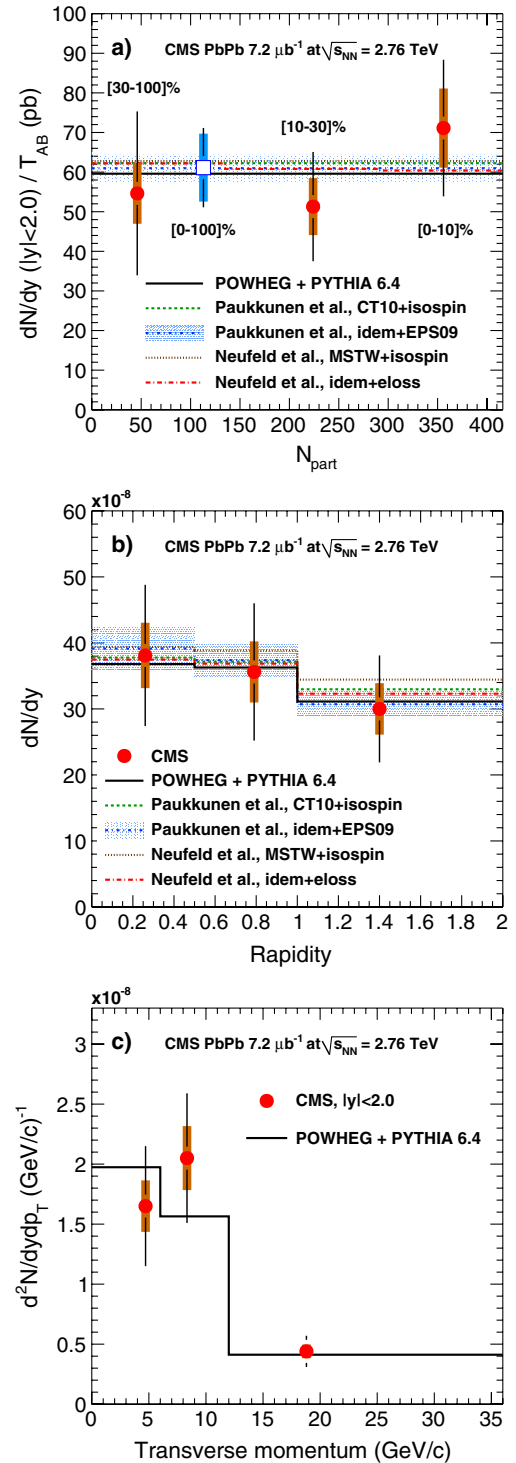 a) CMS PbPb 7.2 μb⁻¹ at √sNN = 2.76 TeV
[30-100]%
[10-30]%
[0-100]%
[0-10]%
POWHEG + PYTHIA 6.4
Paukkunen et al., CT10+isospin
Paukkunen et al., idem+EPS09
Neufeld et al., MSTW+isospin
Neufeld et al., idem+eloss
dN/dy (|y|<2.0) / T_AB (pb)
100
90
80
70
60
50
40
30
20
10
0
0 50 100 150 200 250 300 350 400
N_part
x10⁻⁸
b) CMS PbPb 7.2 μb⁻¹ at √sNN = 2.76 TeV
CMS
POWHEG + PYTHIA 6.4
Paukkunen et al., CT10+isospin
Paukkunen et al., idem+EPS09
Neufeld et al., MSTW+isospin
Neufeld et al., idem+eloss
dN/dy
60
50
40
30
20
10
0
0 0.2 0.4 0.6 0.8 1 1.2 1.4 1.6 1.8 2
Rapidity
x10⁻⁸
c) CMS PbPb 7.2 μb⁻¹ at √sNN = 2.76 TeV
CMS, |y|<2.0
POWHEG + PYTHIA 6.4
d²N/dydp_T (GeV/c)⁻¹
3
2.5
2
1.5
1
0.5
0
0 5 10 15 20 25 30 35
Transverse momentum (GeV/c)